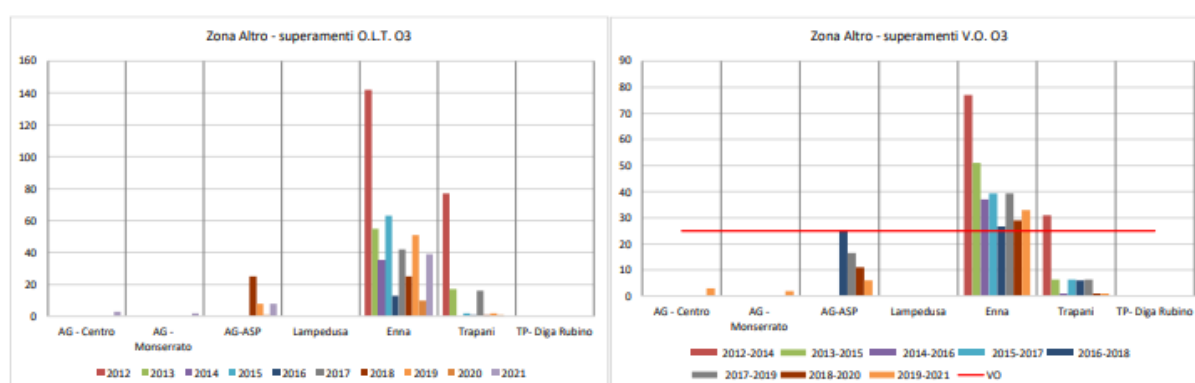 Zona Altro - superamenti O.L.T. O3
160
140
120
100
80
60
40
20
0
AG - Centro
AG -
Monserrato
AG-ASP
Lampedusa
Enna
Trapani
TP- Diga Rubino
2012 2013 2014 2015 2016 2017 2018 2019 2020 2021
Zona Altro - superamenti V.O. O3
90
80
70
60
50
40
30
20
10
0
AG - Centro
AG -
Monserrato
AG-ASP
Lampedusa
Enna
Trapani
TP- Diga Rubino
2012-2014 2013-2015 2014-2016 2015-2017 2016-2018
2017-2019 2018-2020 2019-2021 VO